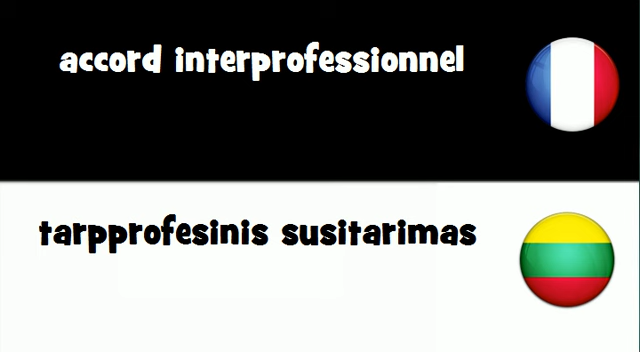 accord interprofessionnel
tarpprofesinis susitarimas